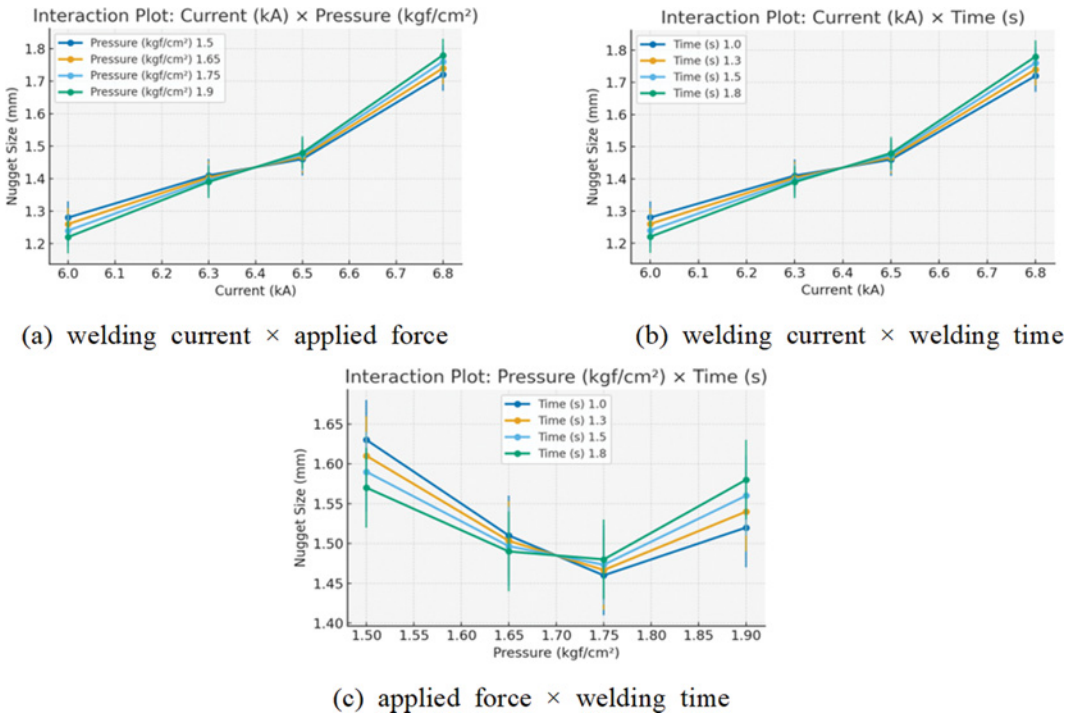 Interaction Plot: Current (kA) × Pressure (kgf/cm²)
Nugget Size (mm)
1.8
1.7
1.6
1.5
1.4
1.3
1.2
Pressure (kgf/cm²) 1.5
Pressure (kgf/cm²) 1.65
Pressure (kgf/cm²) 1.75
Pressure (kgf/cm²) 1.9
6.0 6.1 6.2 6.3 6.4 6.5 6.6 6.7 6.8
Current (kA)
(a) welding current × applied force
Interaction Plot: Current (kA) × Time (s)
Nugget Size (mm)
1.8
1.7
1.6
1.5
1.4
1.3
1.2
Time (s) 1.0
Time (s) 1.3
Time (s) 1.5
Time (s) 1.8
6.0 6.1 6.2 6.3 6.4 6.5 6.6 6.7 6.8
Current (kA)
(b) welding current × welding time
Interaction Plot: Pressure (kgf/cm²) × Time (s)
Nugget Size (mm)
1.65
1.60
1.55
1.50
1.45
1.40
Time (s) 1.0
Time (s) 1.3
Time (s) 1.5
Time (s) 1.8
1.50 1.55 1.60 1.65 1.70 1.75 1.80 1.85 1.90
Pressure (kgf/cm²)
(c) applied force × welding time